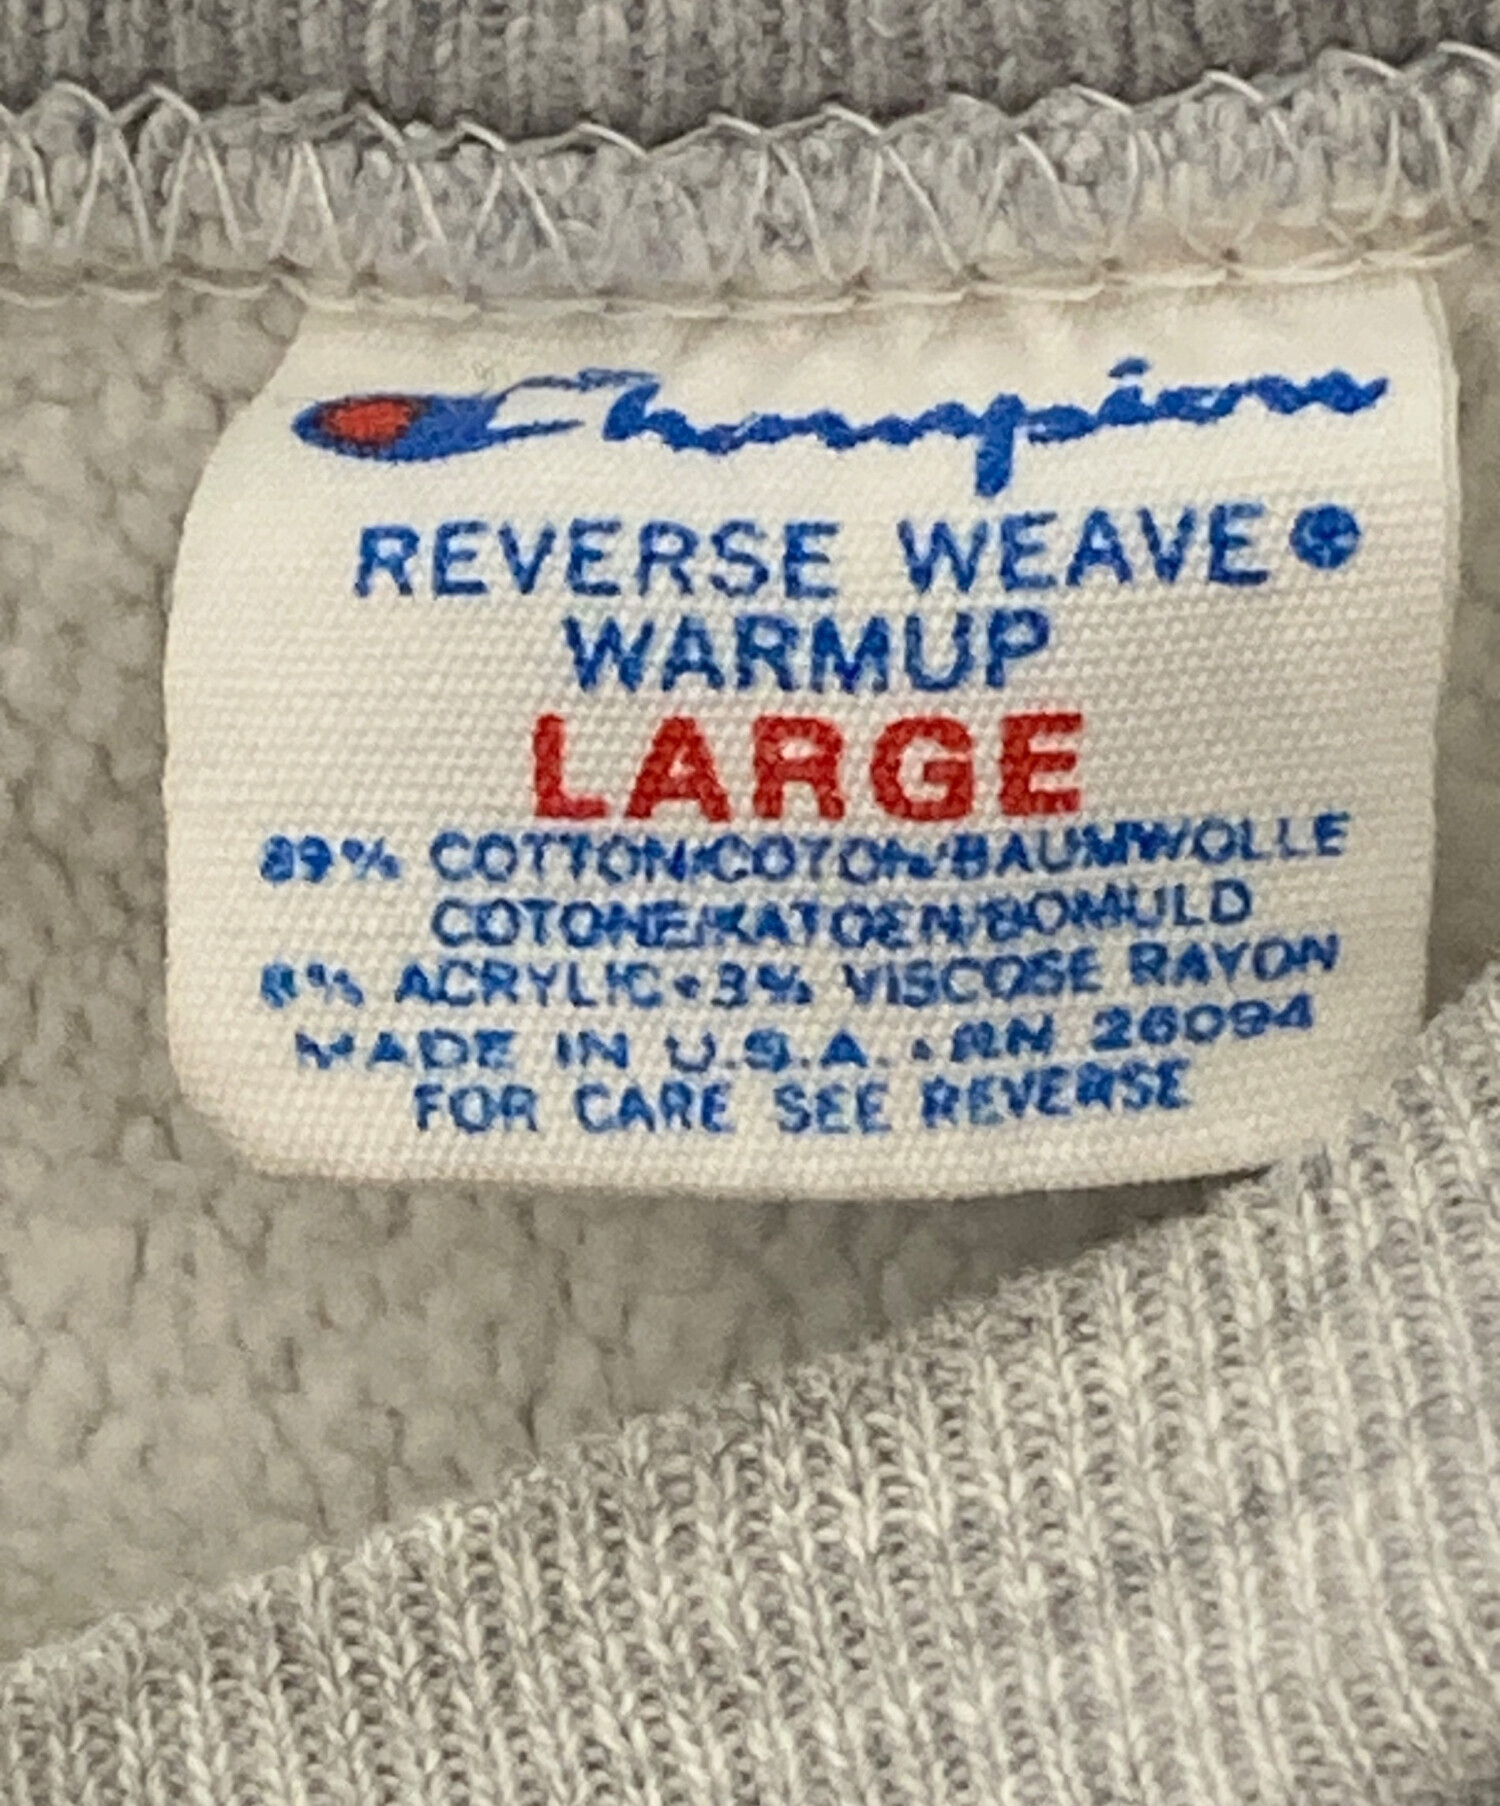 Champion
REVERSE WEAVE®
WARMUP
LARGE
89% COTTON/COTON/BAUMWOLLE
COTONE/KATOEN/BOMULD
8% ACRYLIC • 3% VISCOSE RAYON
MADE IN U.S.A. • RN 26094
FOR CARE SEE REVERSE